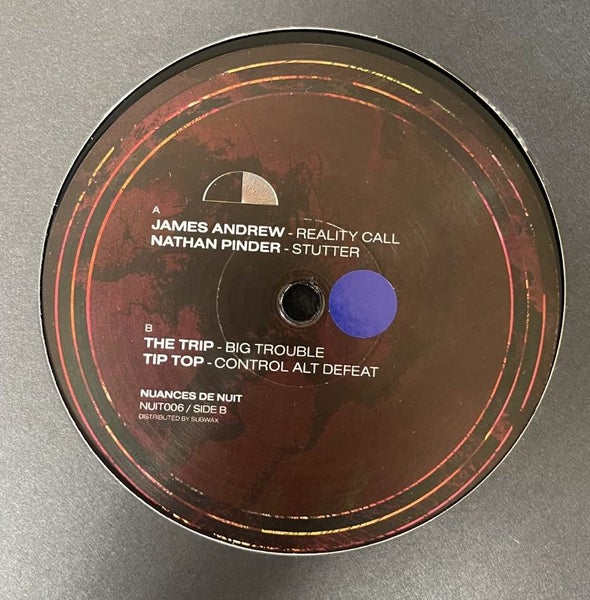 A
JAMES ANDREW - REALITY CALL
NATHAN PINDER - STUTTER
B
THE TRIP - BIG TROUBLE
TIP TOP - CONTROL ALT DEFEAT
NUANCES DE NUIT
NUIT006 / SIDE B
DISTRIBUTED BY SUBWAX